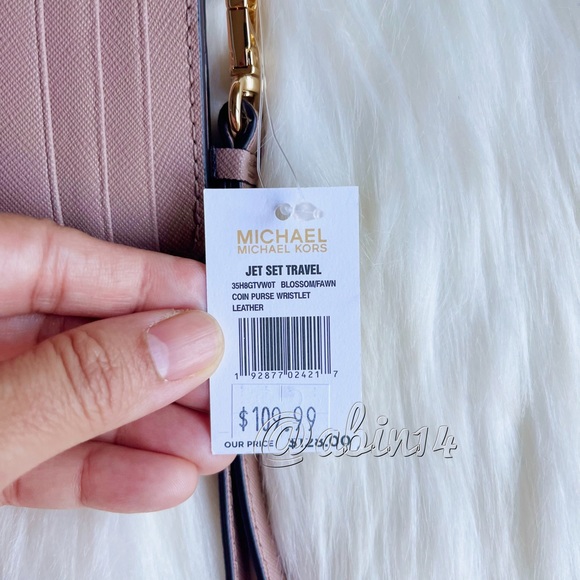 MICHAEL
MICHAEL KORS
JET SET TRAVEL
35H8GTVW0T BLOSSOM/FAWN
COIN PURSE WRISTLET
LEATHER
1 92877 02421 7
$109.99
OUR PRICE $128.00
@abin14